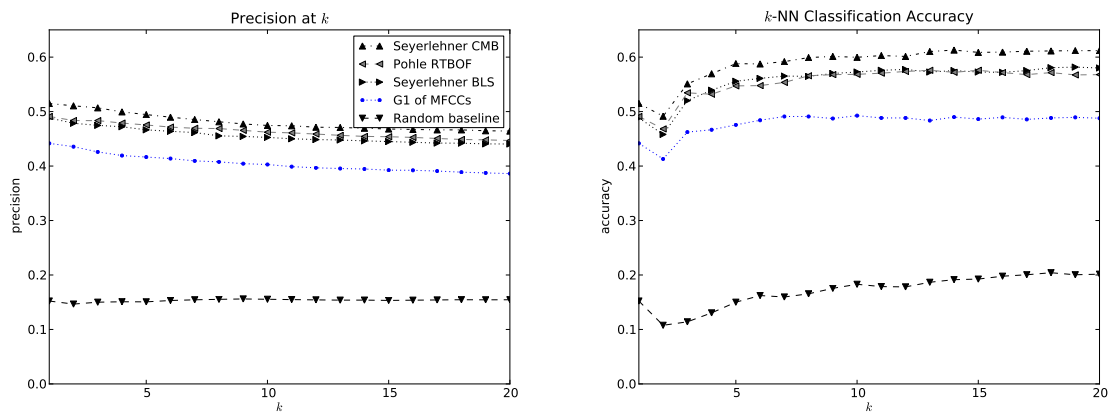 Precision at k
0.6
0.5
0.4
0.3
0.2
0.1
0.0
precision
5
10
15
20
k
Seyerlehner CMB
Pohle RTBOF
Seyerlehner BLS
G1 of MFCCs
Random baseline
k-NN Classification Accuracy
0.6
0.5
0.4
0.3
0.2
0.1
0.0
accuracy
5
10
15
20
k